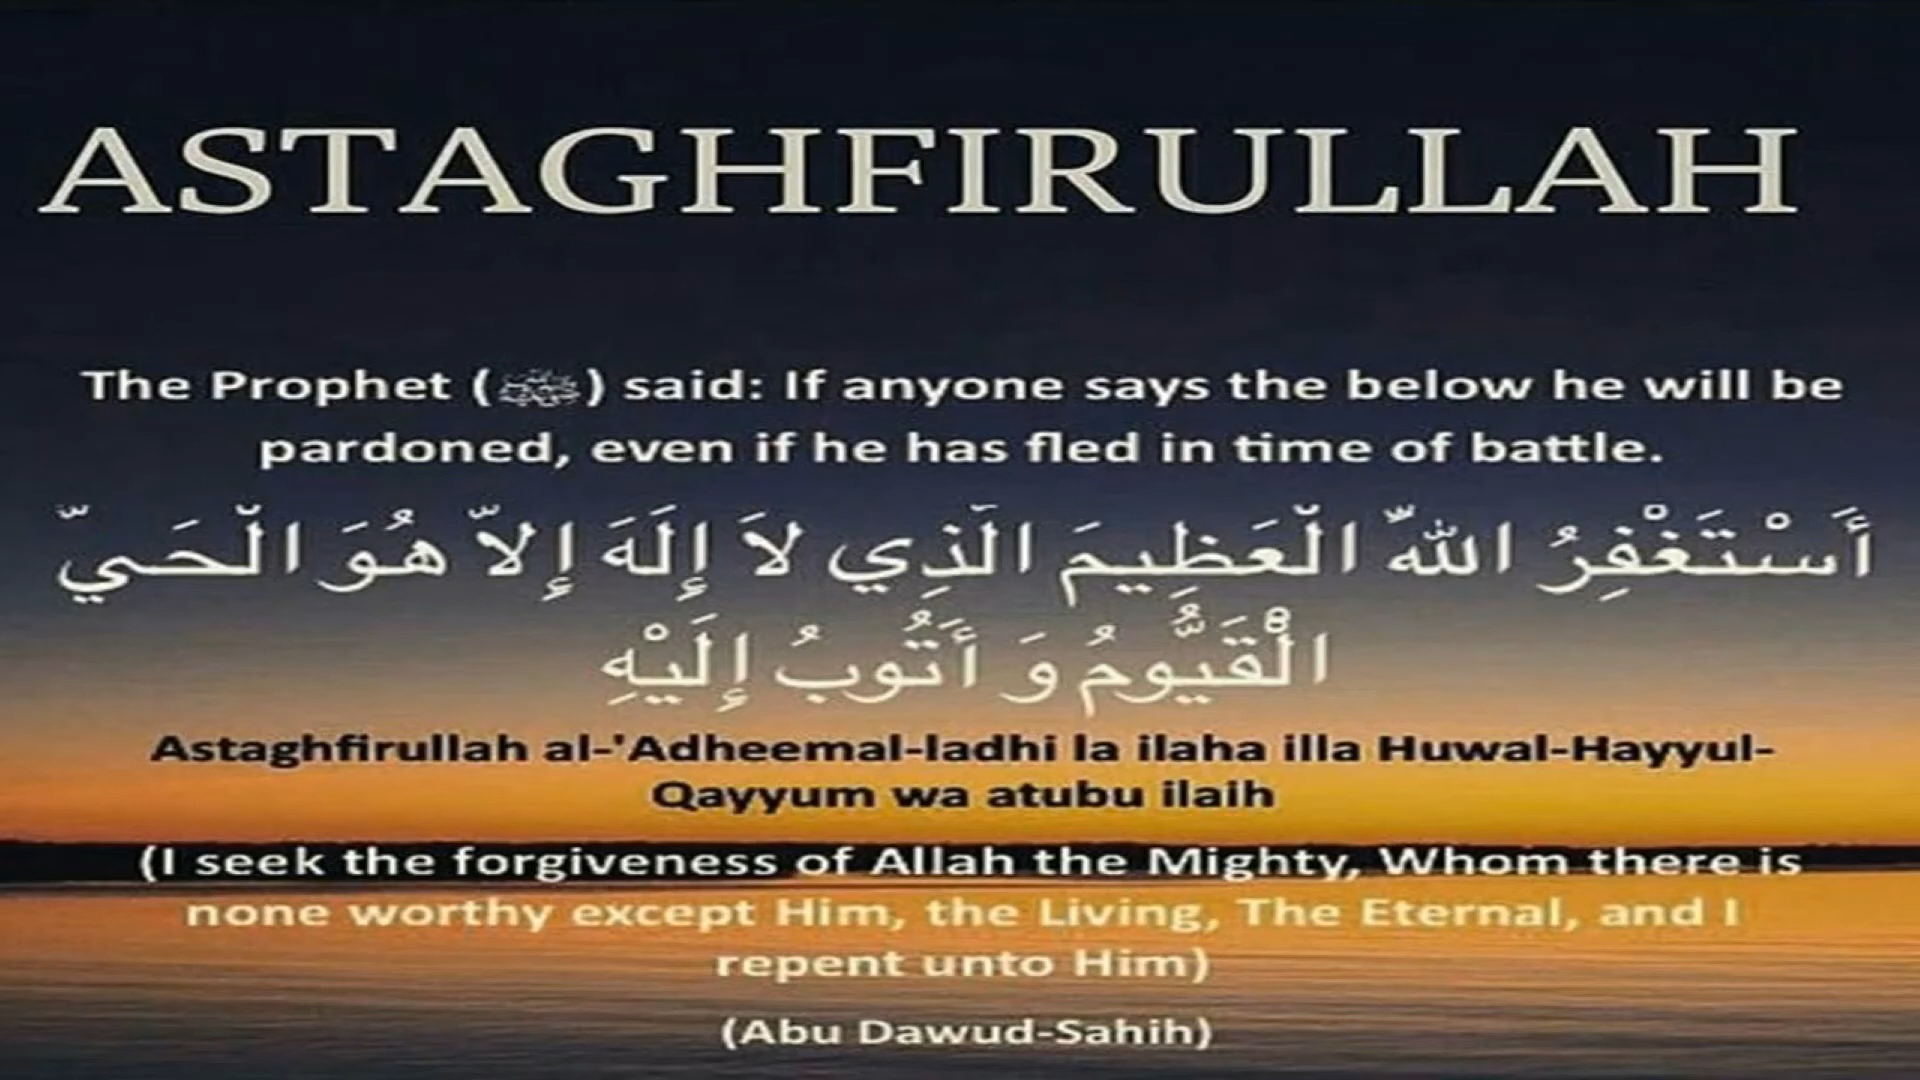 ASTAGHFIRULLAH
The Prophet (ﷺ) said: If anyone says the below he will be
pardoned, even if he has fled in time of battle.
أَسْتَغْفِرُ اللهَّ الْعَظِيمَ الَّذِي لاَ إِلَهَ إِلاَّ هُوَ الْحَيّ
الْقَيُّومُ وَ أَتُوبُ إِلَيْهِ
Astaghfirullah al-'Adheemal-ladhi la ilaha illa Huwal-Hayyul-
Qayyum wa atubu ilaih
(I seek the forgiveness of Allah the Mighty, Whom there is
none worthy except Him, the Living, The Eternal, and I
repent unto Him)
(Abu Dawud-Sahih)